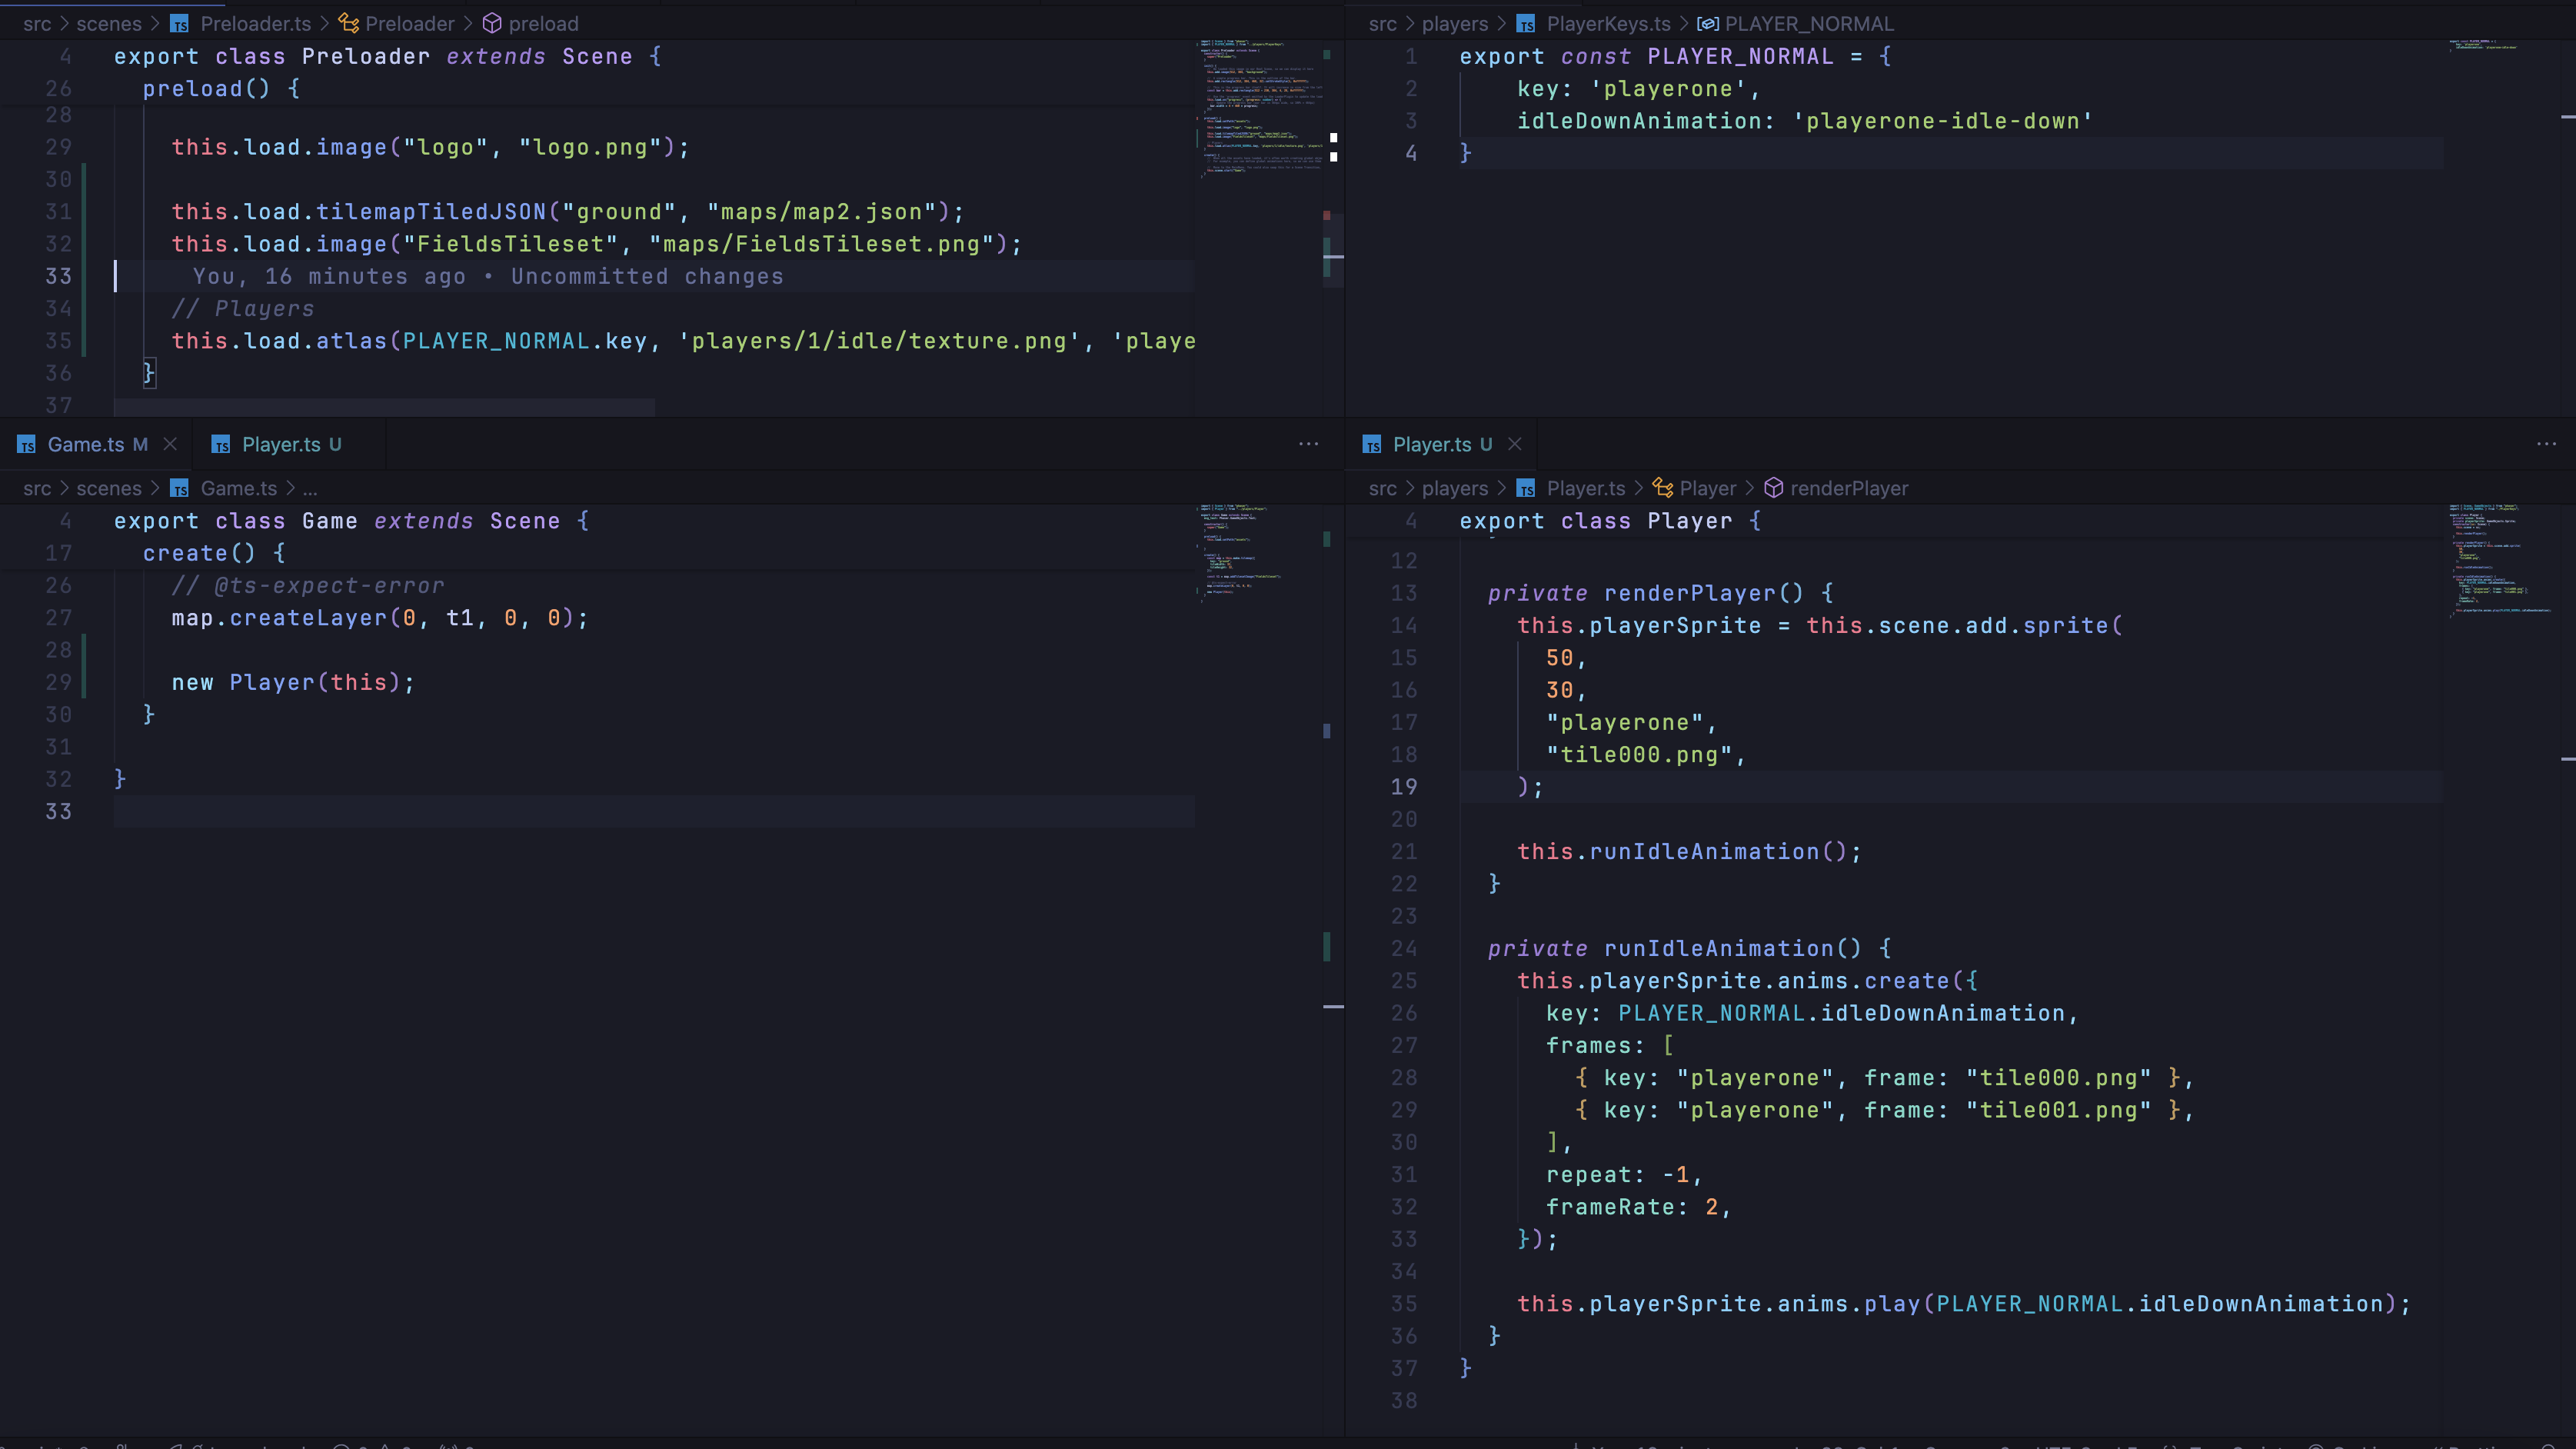 src > scenes > TS Preloader.ts > Preloader > preload
4 export class Preloader extends Scene {
26 preload() {
28
29 this.load.image("logo", "logo.png");
30
31 this.load.tilemapTiledJSON("ground", "maps/map2.json");
32 this.load.image("FieldsTileset", "maps/FieldsTileset.png");
33 You, 16 minutes ago • Uncommitted changes
34 // Players
35 this.load.atlas(PLAYER_NORMAL.key, 'players/1/idle/texture.png', 'playe
36 }
37
src > players > TS PlayerKeys.ts > PLAYER_NORMAL
1 export const PLAYER_NORMAL = {
2 key: 'playerone',
3 idleDownAnimation: 'playerone-idle-down'
4 }
TS Game.ts M × TS Player.ts U ...
src > scenes > TS Game.ts > ...
4 export class Game extends Scene {
17 create() {
26 // @ts-expect-error
27 map.createLayer(0, t1, 0, 0);
28
29 new Player(this);
30 }
31
32 }
33
TS Player.ts U × ...
src > players > TS Player.ts > Player > renderPlayer
4 export class Player {
12
13 private renderPlayer() {
14 this.playerSprite = this.scene.add.sprite(
15 50,
16 30,
17 "playerone",
18 "tile000.png",
19 );
20
21 this.runIdleAnimation();
22 }
23
24 private runIdleAnimation() {
25 this.playerSprite.anims.create({
26 key: PLAYER_NORMAL.idleDownAnimation,
27 frames: [
28 { key: "playerone", frame: "tile000.png" },
29 { key: "playerone", frame: "tile001.png" },
30 ],
31 repeat: -1,
32 frameRate: 2,
33 });
34
35 this.playerSprite.anims.play(PLAYER_NORMAL.idleDownAnimation);
36 }
37 }
38